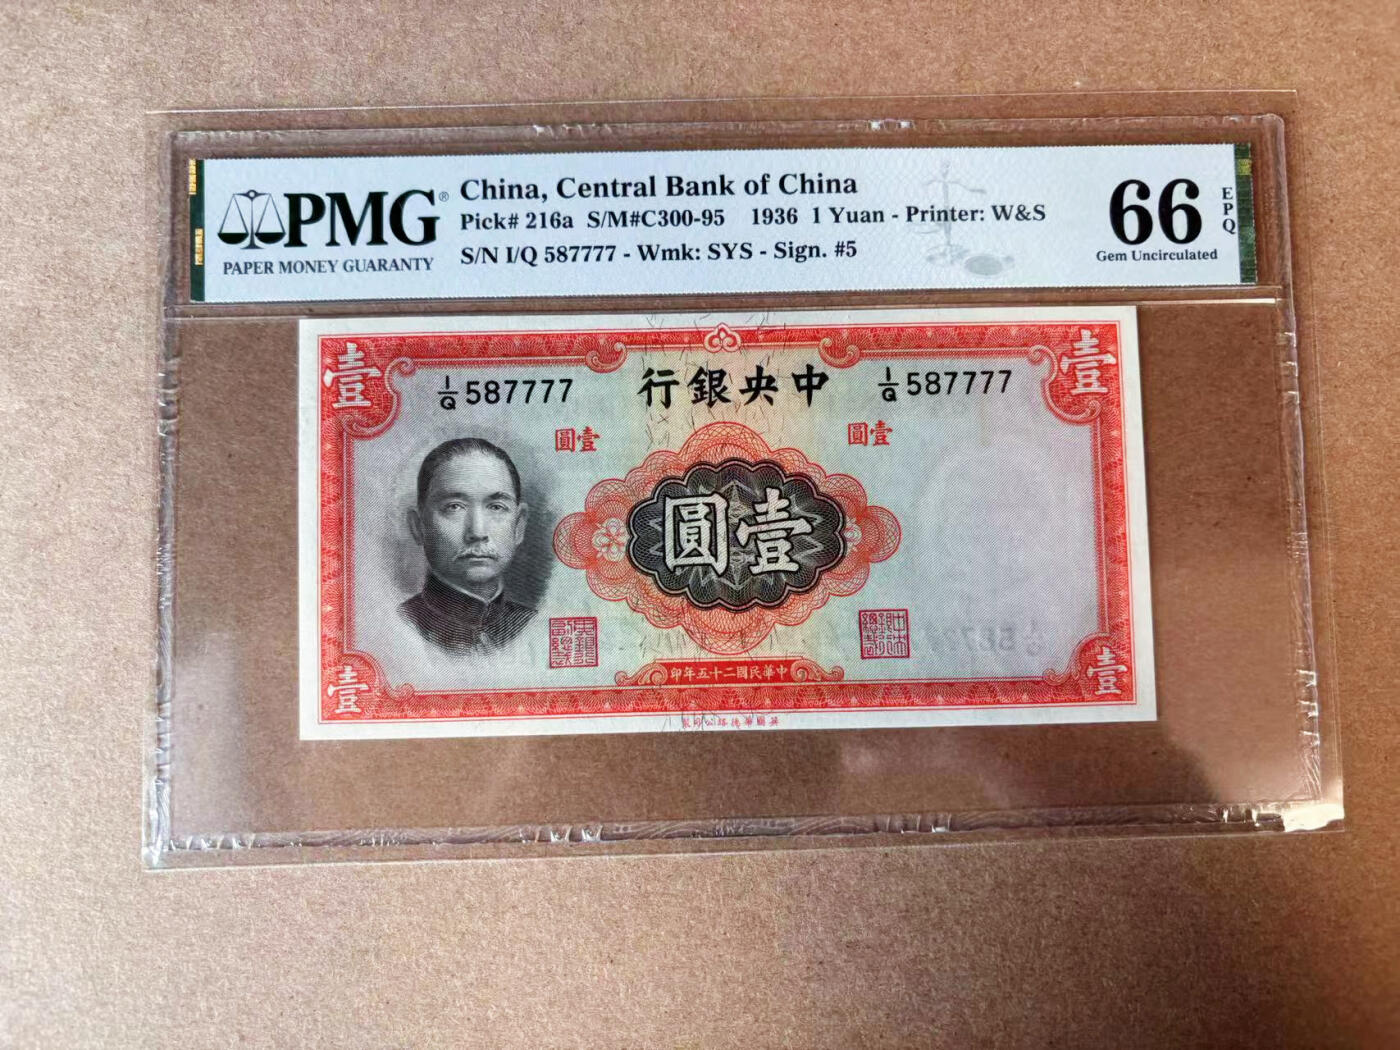 PMG®
PAPER MONEY GUARANTY
China, Central Bank of China
Pick# 216a S/M#C300-95 1936 1 Yuan - Printer: W&S
S/N I/Q 587777 - Wmk: SYS - Sign. #5
66
EPQ
Gem Uncirculated
壹
壹
1/Q 587777
行銀央中
1/Q 587777
圓壹
圓壹
圓壹
印年五十二國民華中
壹
壹